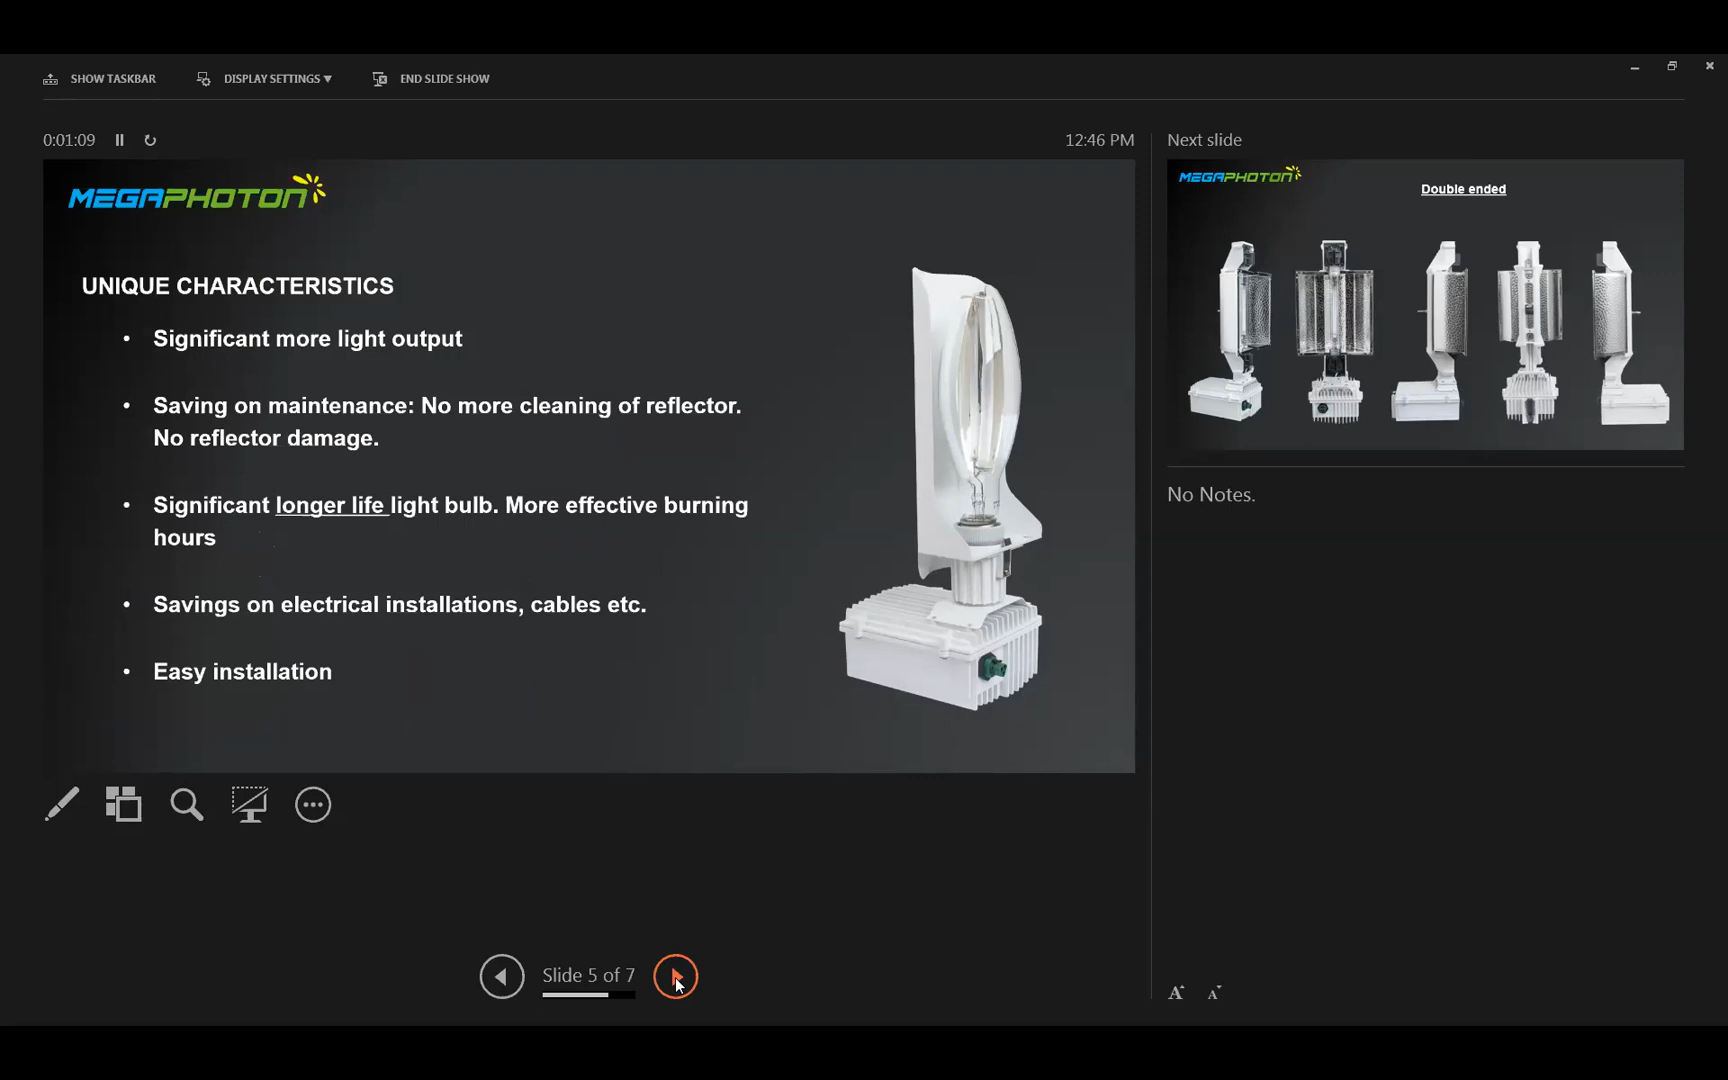 SHOW TASKBAR
DISPLAY SETTINGS
END SLIDE SHOW
0:01:09
12:46 PM
MEGAPHOTON
UNIQUE CHARACTERISTICS
• Significant more light output
• Saving on maintenance: No more cleaning of reflector.
No reflector damage.
• Significant longer life light bulb. More effective burning
hours
• Savings on electrical installations, cables etc.
• Easy installation
Slide 5 of 7
Next slide
MEGAPHOTON
Double ended
No Notes.
A A